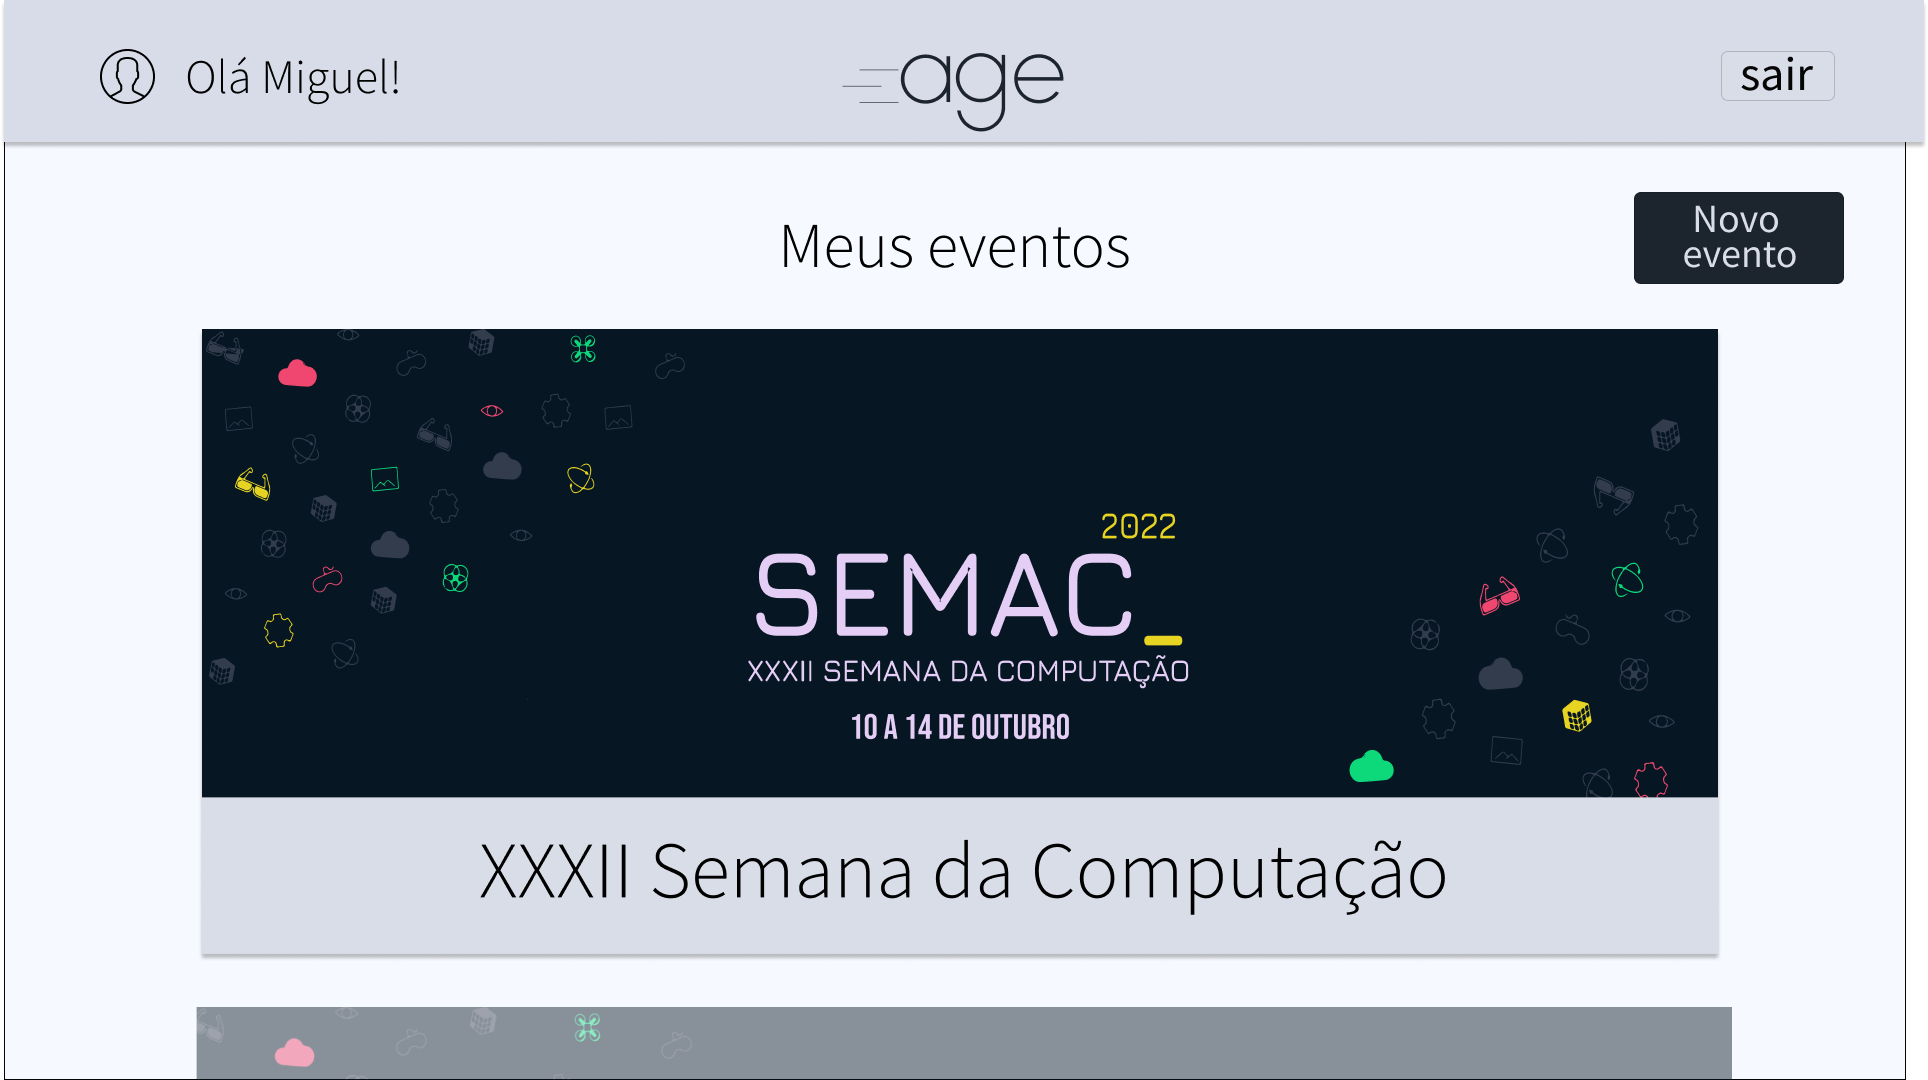 Olá Miguel!
age
sair
Meus eventos
Novo
evento
2022
SEMAC_
XXXII SEMANA DA COMPUTAÇÃO
10 A 14 DE OUTUBRO
XXXII Semana da Computação